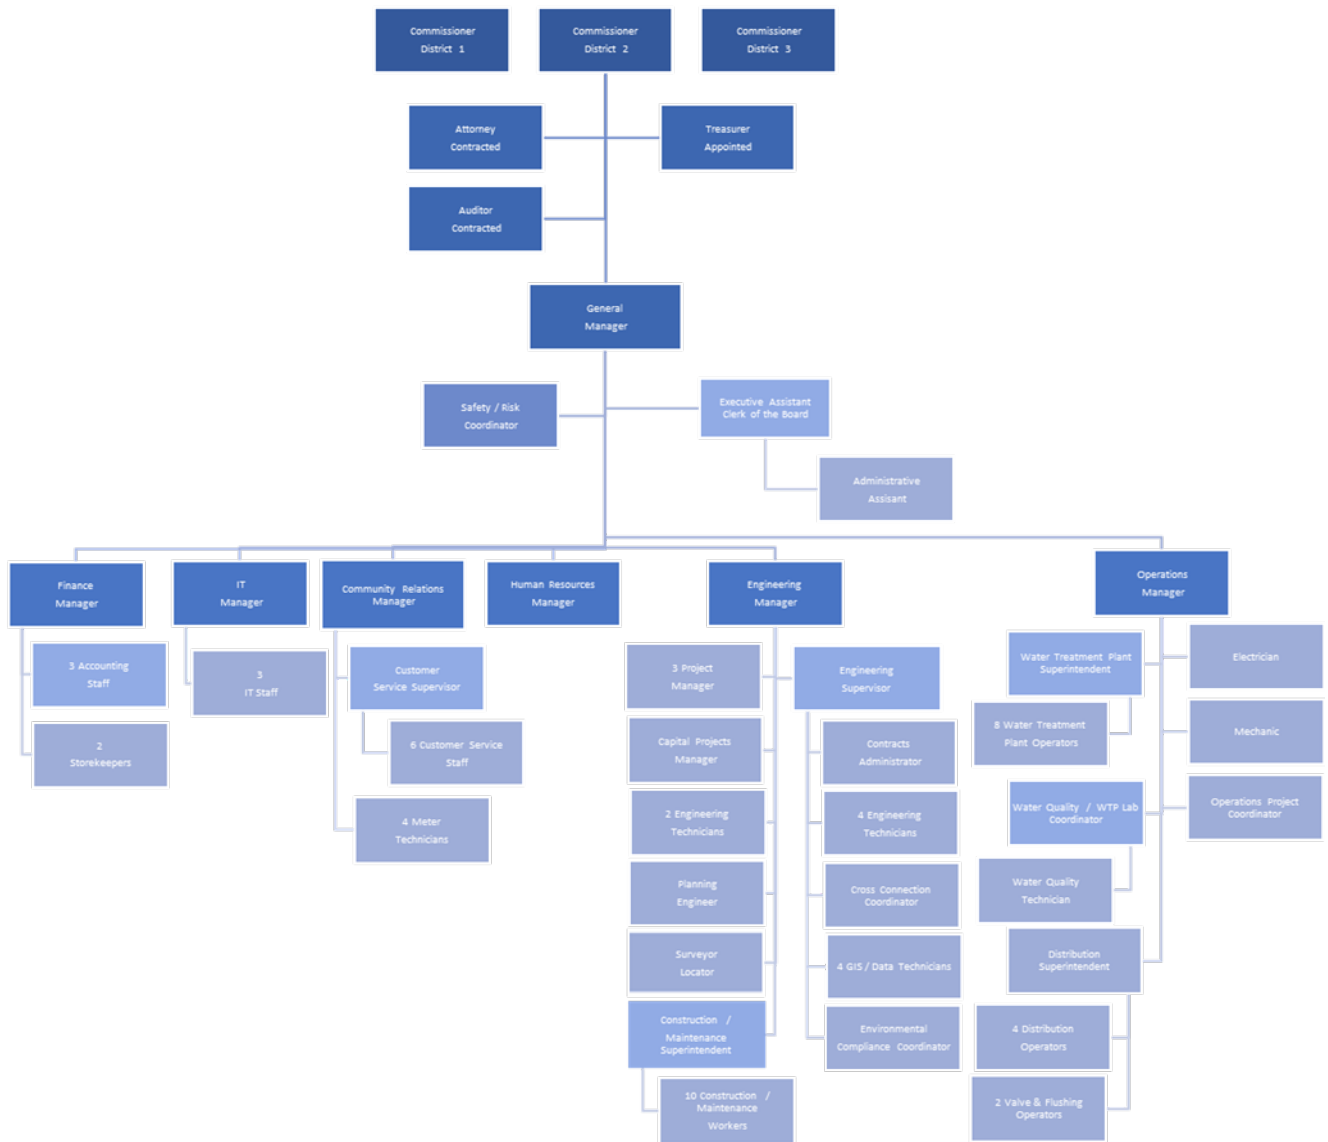 Commissioner
District 1
Commissioner
District 2
Commissioner
District 3
Attorney
Contracted
Treasurer
Appointed
Auditor
Contracted
General
Manager
Safety / Risk
Coordinator
Executive Assistant
Clerk of the Board
Administrative
Assisant
Finance
Manager
IT
Manager
Community Relations
Manager
Human Resources
Manager
Engineering
Manager
Operations
Manager
3 Accounting
Staff
2
Storekeepers
3
IT Staff
Customer
Service Supervisor
6 Customer Service
Staff
4 Meter
Technicians
3 Project
Manager
Capital Projects
Manager
2 Engineering
Technicians
Planning
Engineer
Surveyor
Locator
Construction /
Maintenance
Superintendent
10 Construction /
Maintenance
Workers
Engineering
Supervisor
Contracts
Administrator
4 Engineering
Technicians
Cross Connection
Coordinator
4 GIS / Data Technicians
Environmental
Compliance Coordinator
Water Treatment Plant
Superintendent
8 Water Treatment
Plant Operators
Water Quality / WTP Lab
Coordinator
Water Quality
Technician
Distribution
Superintendent
4 Distribution
Operators
2 Valve & Flushing
Operators
Electrician
Mechanic
Operations Project
Coordinator